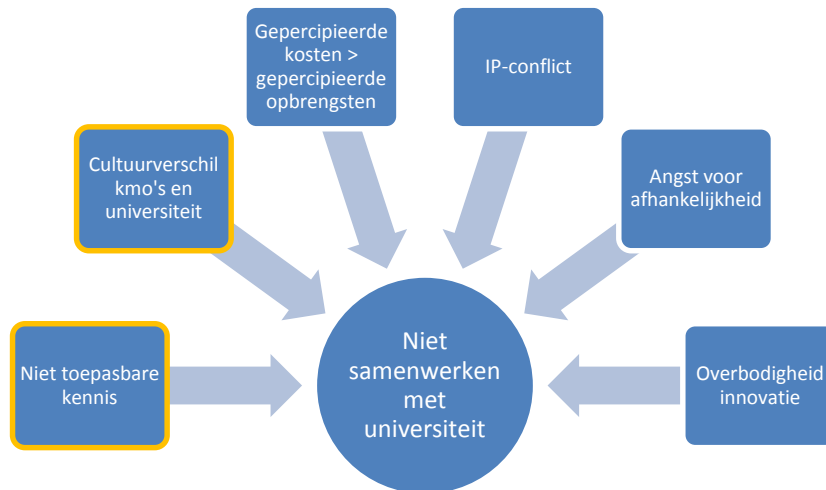 Gepercipieerde
kosten >
gepercipieerde
opbrengsten
IP-conflict
Cultuurverschil
kmo's en
universiteit
Angst voor
afhankelijkheid
Niet toepasbare
kennis
Niet
samenwerken
met
universiteit
Overbodigheid
innovatie